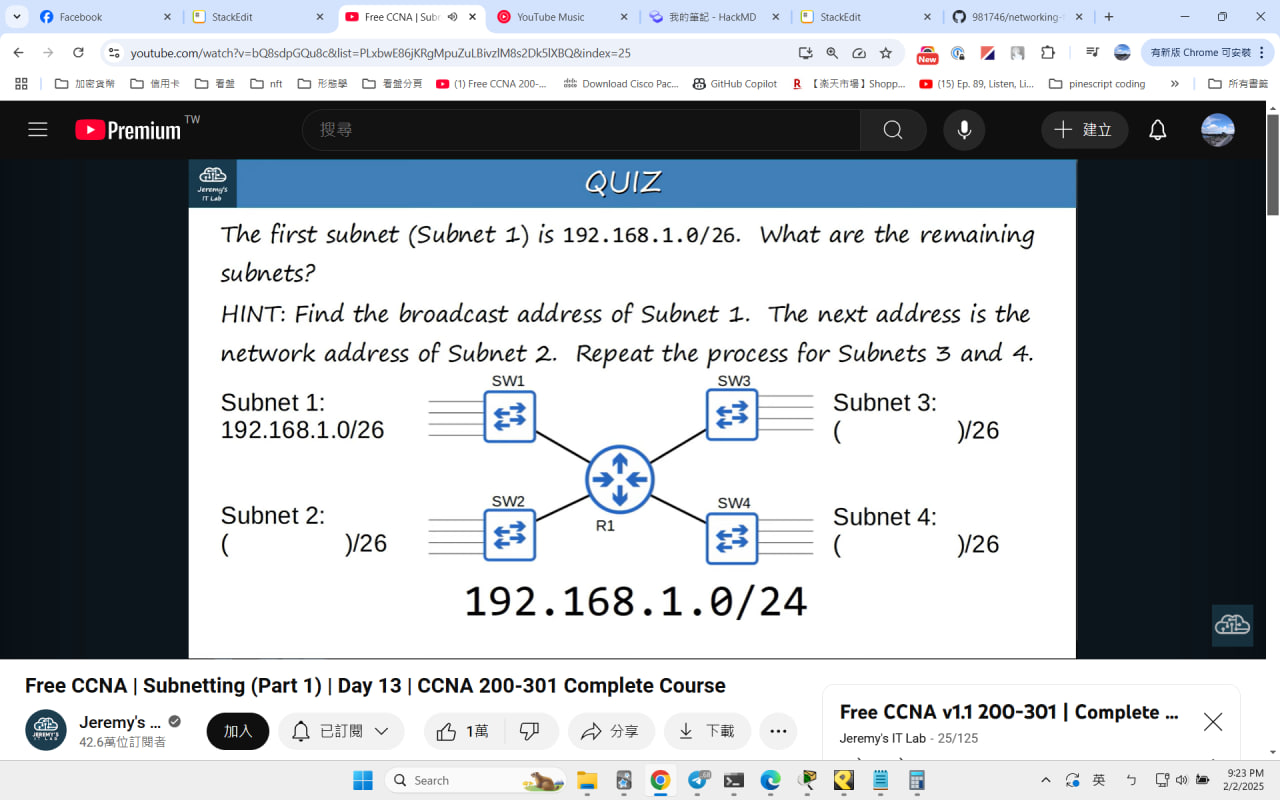 Facebook
StackEdit
Free CCNA | Subn
YouTube Music
我的筆記 - HackMD
StackEdit
981746/networking-
youtube.com/watch?v=bQ8sdpGQu8c&list=PLxbwE86jKRgMpuZuLBivzlM8s2Dk5lXBQ&index=25
New
有新版 Chrome 可安裝
加密貨幣
信用卡
看盤
nft
形態學
看盤分頁
(1) Free CCNA 200-...
Download Cisco Pac...
GitHub Copilot
【楽天市場】Shopp...
(15) Ep. 89, Listen, Li...
pinescript coding
»
所有書籤
Premium TW
搜尋
建立
Jeremy's
IT Lab
QUIZ
The first subnet (Subnet 1) is 192.168.1.0/26. What are the remaining
subnets?
HINT: Find the broadcast address of Subnet 1. The next address is the
network address of Subnet 2. Repeat the process for Subnets 3 and 4.
SW1
SW3
Subnet 1:
192.168.1.0/26
Subnet 3:
( )/26
SW2
SW4
R1
Subnet 2:
( )/26
Subnet 4:
( )/26
192.168.1.0/24
Free CCNA | Subnetting (Part 1) | Day 13 | CCNA 200-301 Complete Course
JEREMY'S
IT LAB
Jeremy's ...
42.6萬位訂閱者
加入
已訂閱
1萬
分享
下載
Free CCNA v1.1 200-301 | Complete ...
Jeremy's IT Lab - 25/125
Search
英
ㄅ
9:23 PM
2/2/2025